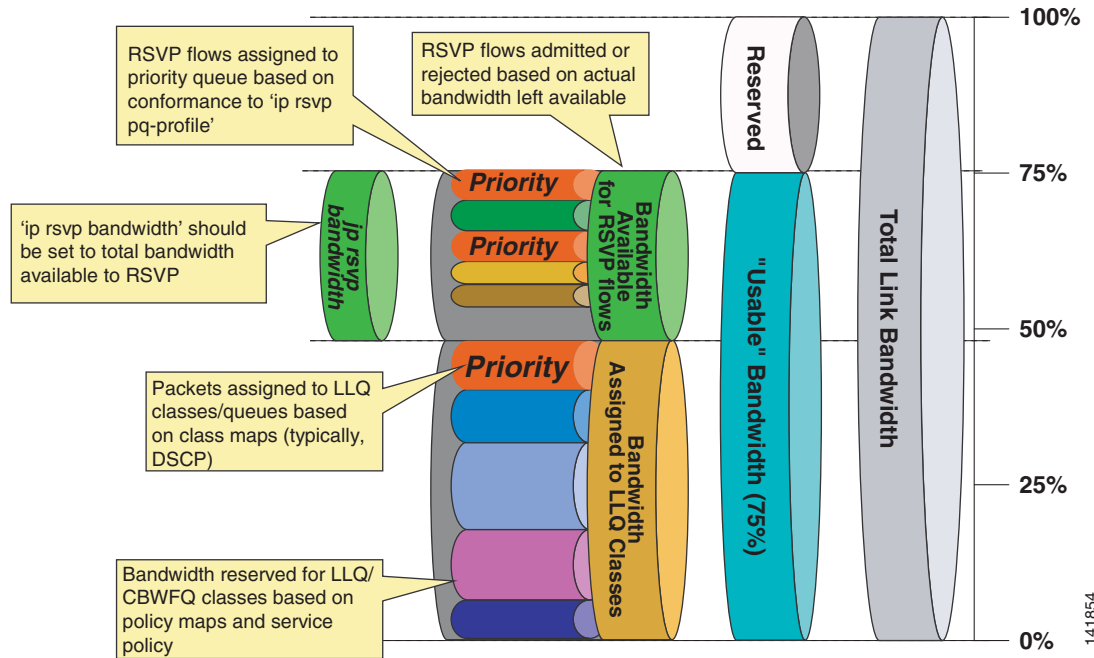 RSVP flows assigned to
priority queue based on
conformance to ‘ip rsvp
pq-profile’
RSVP flows admitted or
rejected based on actual
bandwidth left available
‘ip rsvp bandwidth’ should
be set to total bandwidth
available to RSVP
Packets assigned to LLQ
classes/queues based
on class maps (typically,
DSCP)
Bandwidth reserved for LLQ/
CBWFQ classes based on
policy maps and service
policy
ip rsvp
bandwidth
Priority
Priority
Priority
Bandwidth
Available
for RSVP flows
Bandwidth
Assigned to LLQ Classes
Reserved
"Usable" Bandwidth (75%)
Total Link Bandwidth
100%
75%
50%
25%
0%
141854